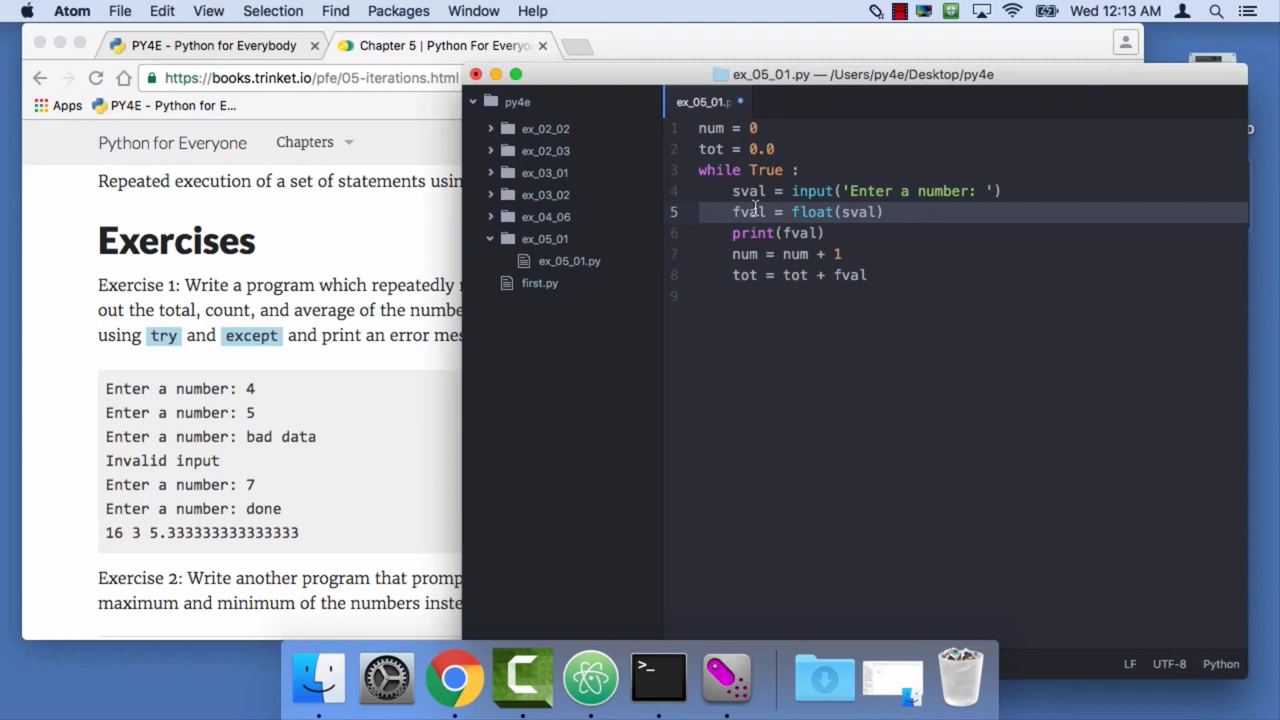 Atom File Edit View Selection Find Packages Window Help Wed 12:13 AM
PY4E - Python for Everybody Chapter 5 | Python For Everyo
https://books.trinket.io/pfe/05-iterations.html
Apps PY4E - Python for E...
Python for Everyone Chapters
Repeated execution of a set of statements usin
Exercises
Exercise 1: Write a program which repeatedly
out the total, count, and average of the numbe
using try and except and print an error mes
Enter a number: 4
Enter a number: 5
Enter a number: bad data
Invalid input
Enter a number: 7
Enter a number: done
16 3 5.333333333333333
Exercise 2: Write another program that promp
maximum and minimum of the numbers inste
ex_05_01.py — /Users/py4e/Desktop/py4e
py4e
ex_02_02
ex_02_03
ex_03_01
ex_03_02
ex_04_06
ex_05_01
ex_05_01.py
first.py
ex_05_01.p
1 num = 0
2 tot = 0.0
3 while True :
4 sval = input('Enter a number: ')
5 fval = float(sval)
6 print(fval)
7 num = num + 1
8 tot = tot + fval
9
LF UTF-8 Python